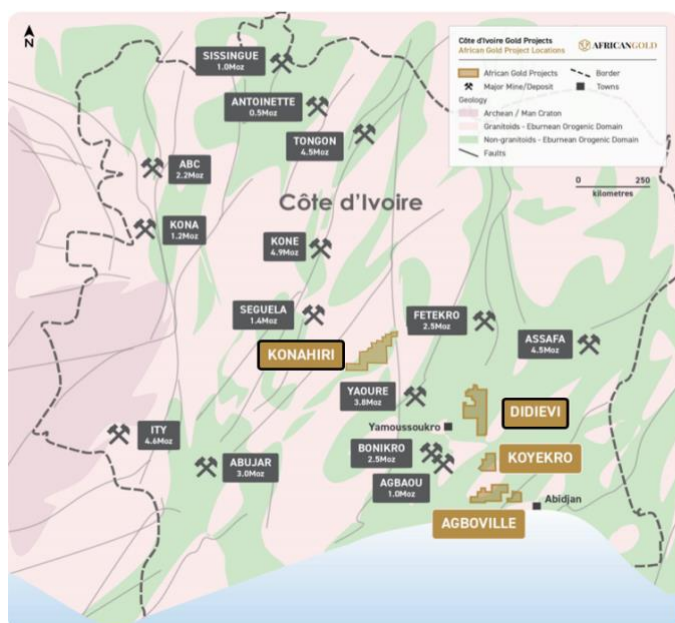 Côte d'Ivoire Gold Projects
African Gold Project Locations
AFRICANGOLD
African Gold Projects
Border
Major Mine/Deposit
Towns
Geology
Archean / Man Craton
Granitoids - Eburnean Orogenic Domain
Non-granitoids - Eburnean Orogenic Domain
Faults
0 250
kilometres
N
SISSINGUE
1.0Moz
ANTOINETTE
0.5Moz
TONGON
4.5Moz
ABC
2.2Moz
Côte d'Ivoire
KONA
1.2Moz
KONE
4.9Moz
SEGUELA
1.4Moz
FETEKRO
2.5Moz
ASSAFA
4.5Moz
KONAHIRI
YAOURE
3.8Moz
DIDIEVI
Yamoussoukro
ITY
4.6Moz
ABUJAR
3.0Moz
BONIKRO
2.5Moz
KOYEKRO
AGBAOU
1.0Moz
Abidjan
AGBOVILLE